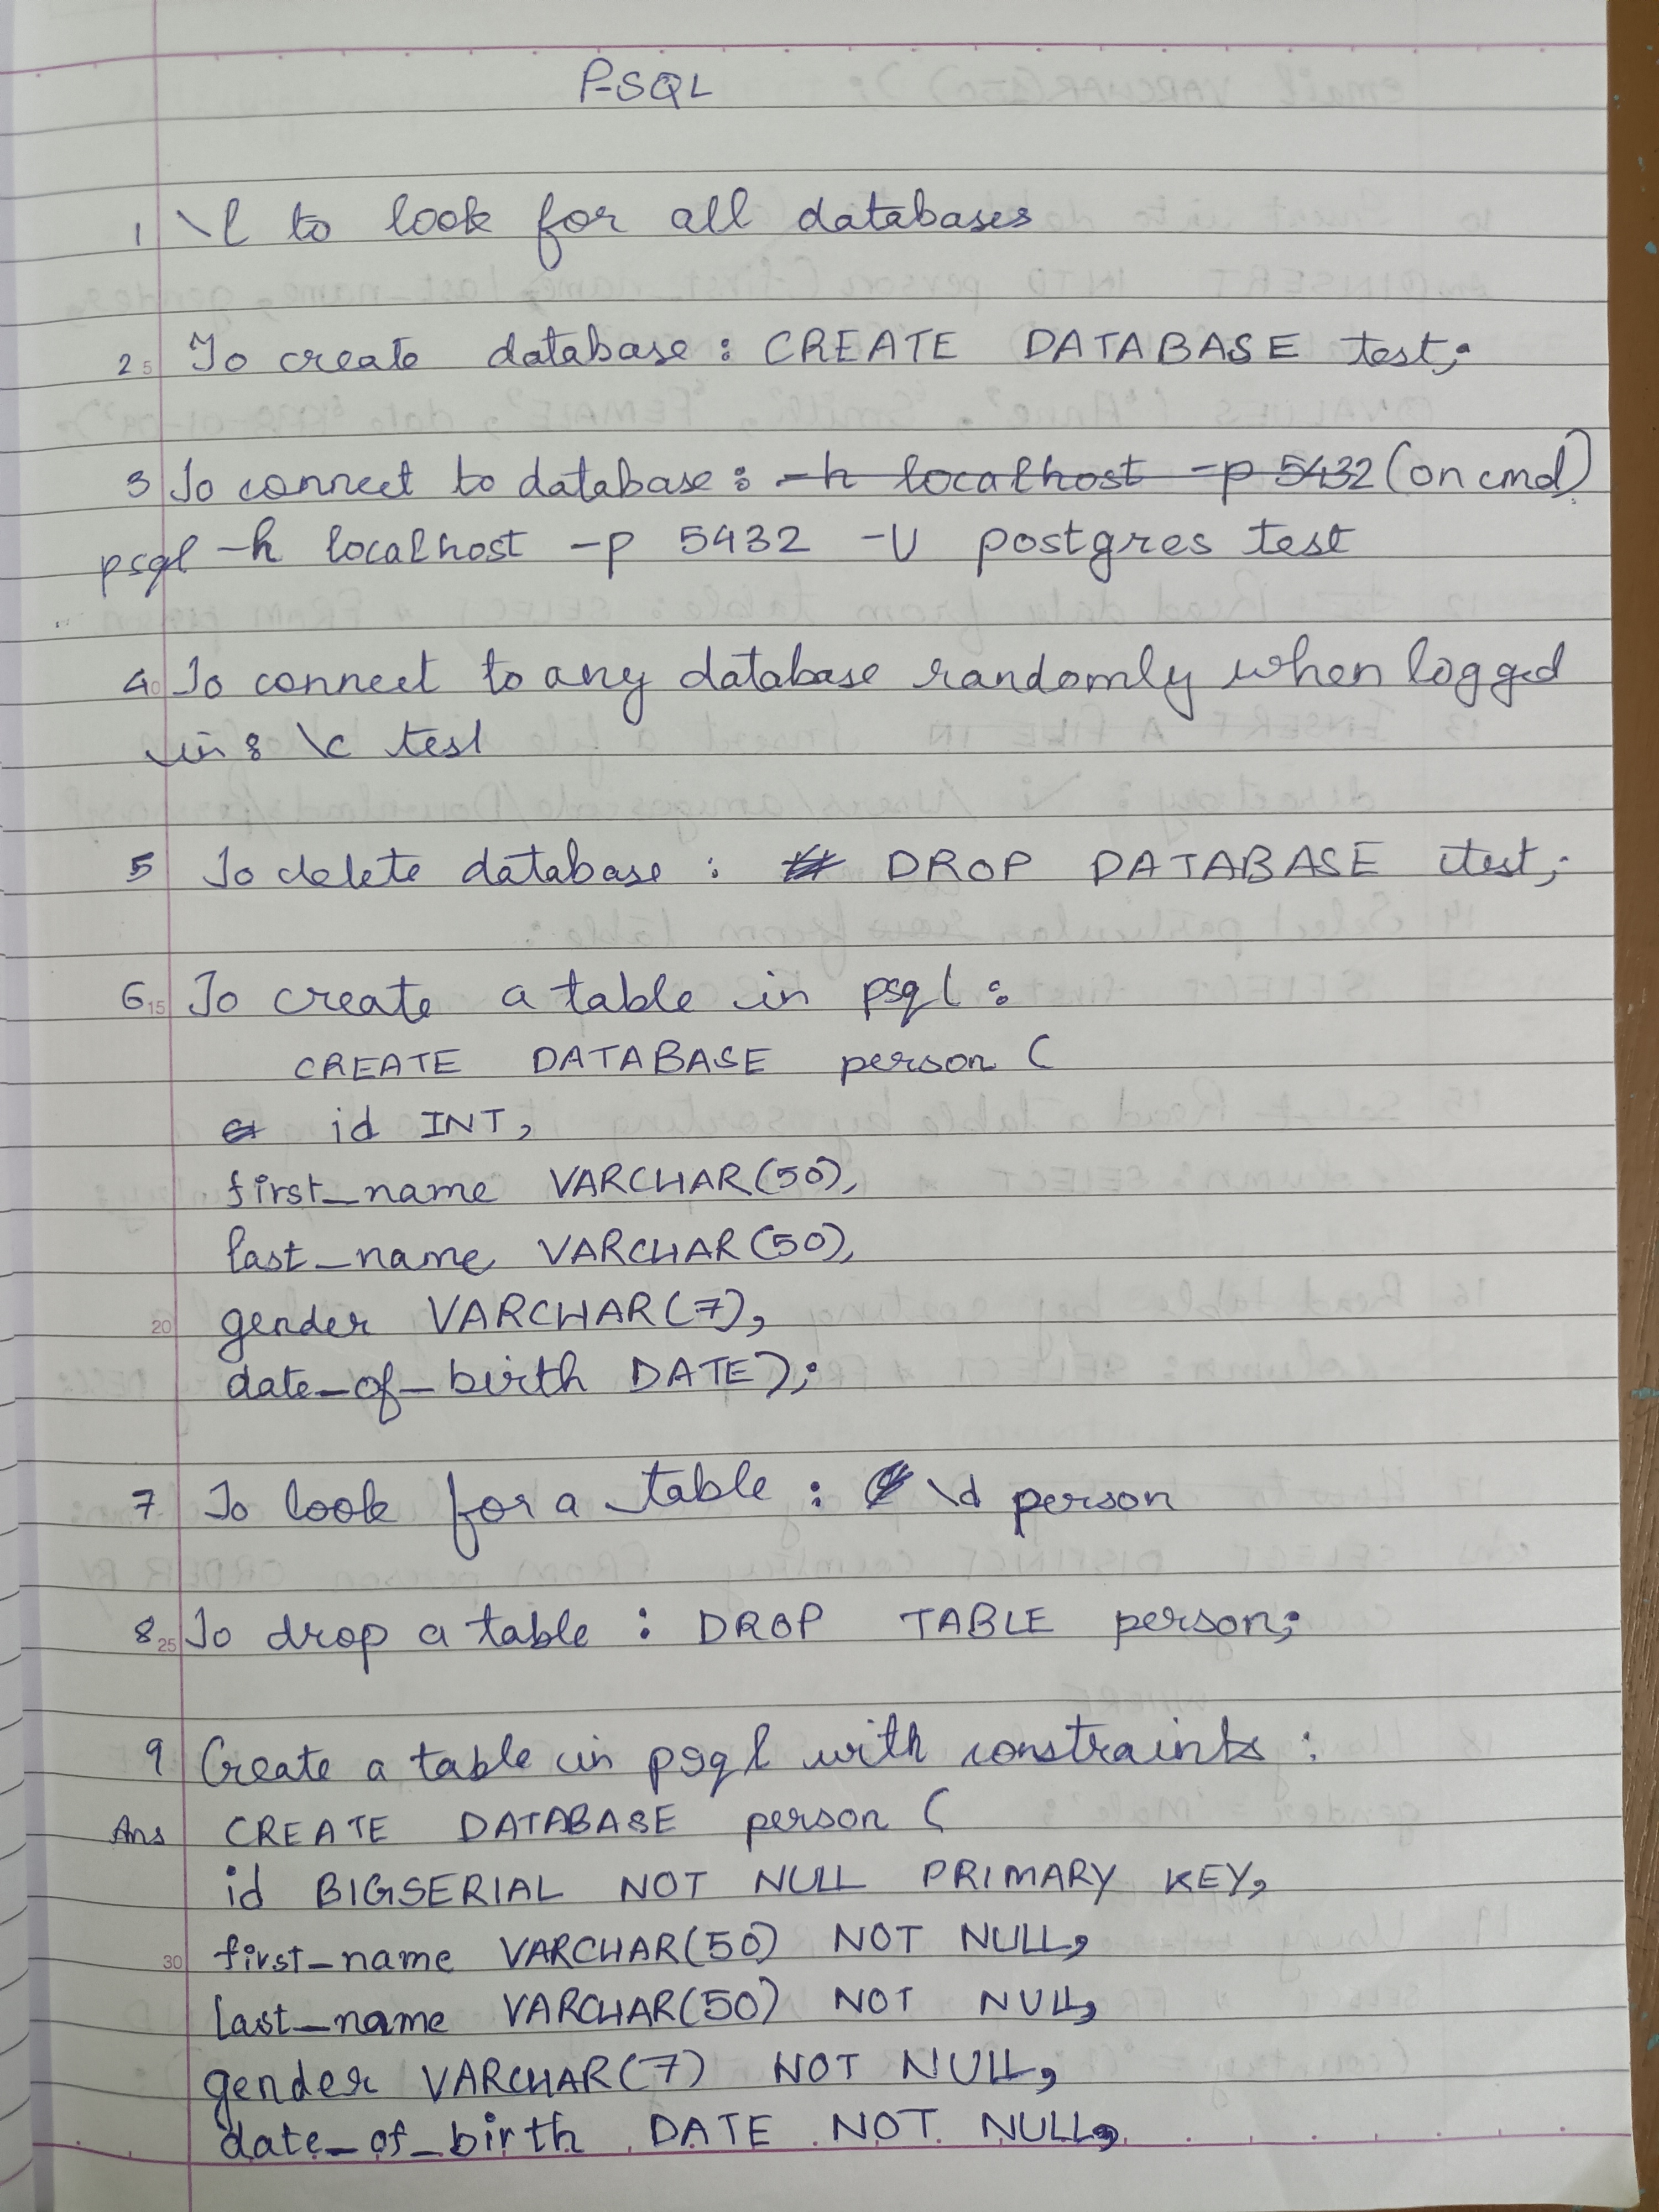 PSQL
1 \l to look for all databases
2 To create database : CREATE DATABASE test;
3 To connect to database : -h localhost -p 5432 (on cmd)
psql -h localhost -p 5432 -U postgres test
4 To connect to any database randomly when logged
in : \c test
5 To delete database : DROP DATABASE test;
6 To create a table in psql :
CREATE DATABASE person (
id INT,
first_name VARCHAR(50),
last_name VARCHAR(50),
gender VARCHAR(7),
date_of_birth DATE);
7 To look for a table : \d person
8 To drop a table : DROP TABLE person;
9 Create a table in psql with constraints :
Ans CREATE DATABASE person (
id BIGSERIAL NOT NULL PRIMARY KEY,
first_name VARCHAR(50) NOT NULL,
last_name VARCHAR(50) NOT NULL,
gender VARCHAR(7) NOT NULL,
date_of_birth DATE NOT NULL,